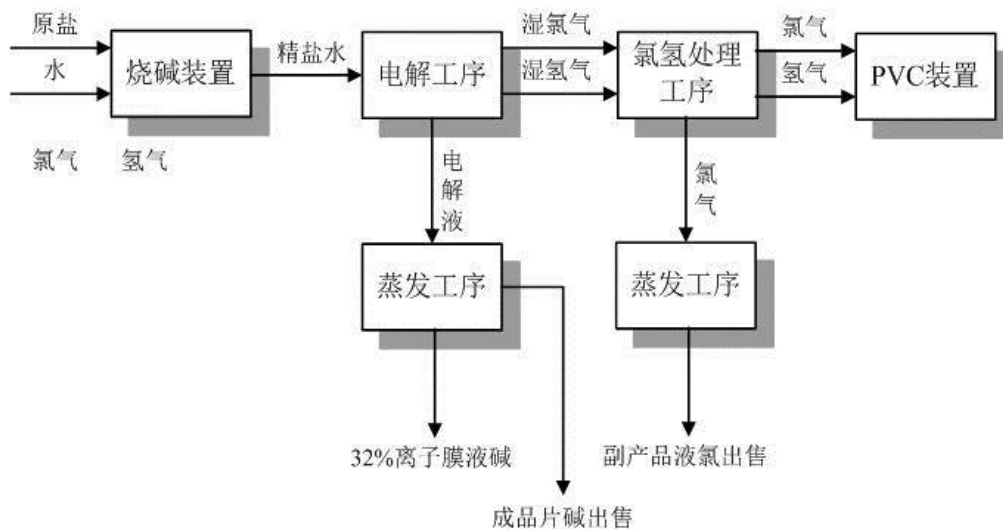 原盐
水
烧碱装置
精盐水
电解工序
湿氯气
湿氢气
氯氢处理
工序
氯气
氢气
PVC装置
氯气 氢气
电解液
氯气
蒸发工序
蒸发工序
32%离子膜液碱
副产品液氯出售
成品片碱出售